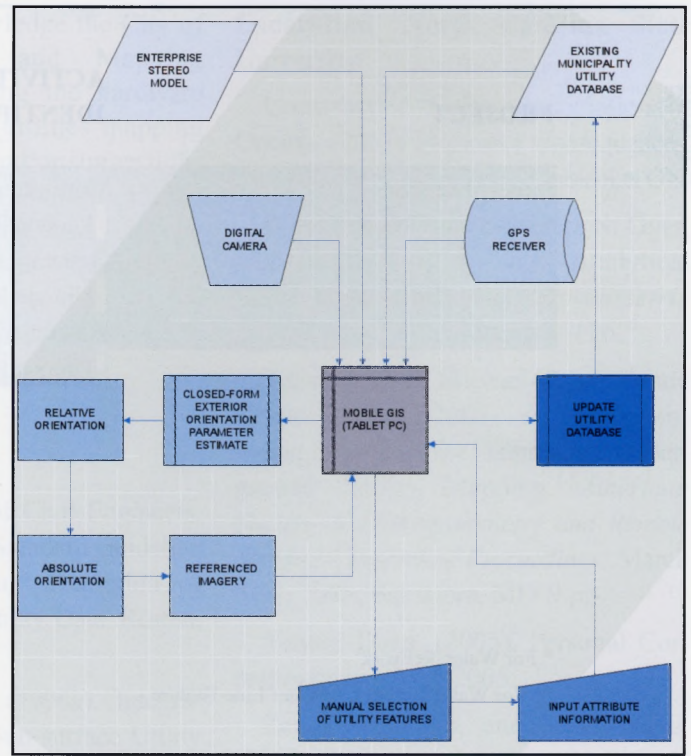 ENTERPRISE
STEREO
MODEL
EXISTING
MUNICIPALITY
UTILITY
DATABASE
DIGITAL
CAMERA
GPS
RECEIVER
RELATIVE
ORIENTATION
CLOSED-FORM
EXTERIOR
ORIENTATION
PARAMETER
ESTIMATE
MOBILE GIS
(TABLET PC)
UPDATE
UTILITY
DATABASE
ABSOLUTE
ORIENTATION
REFERENCED
IMAGERY
MANUAL SELECTION
OF UTILITY FEATURES
INPUT ATTRIBUTE
INFORMATION